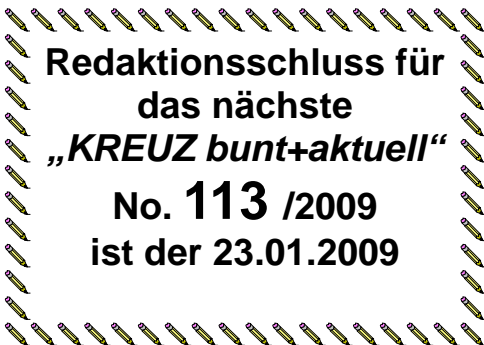 Redaktionsschluss für
das nächste
„KREUZ bunt+aktuell“
No. 113 /2009
ist der 23.01.2009